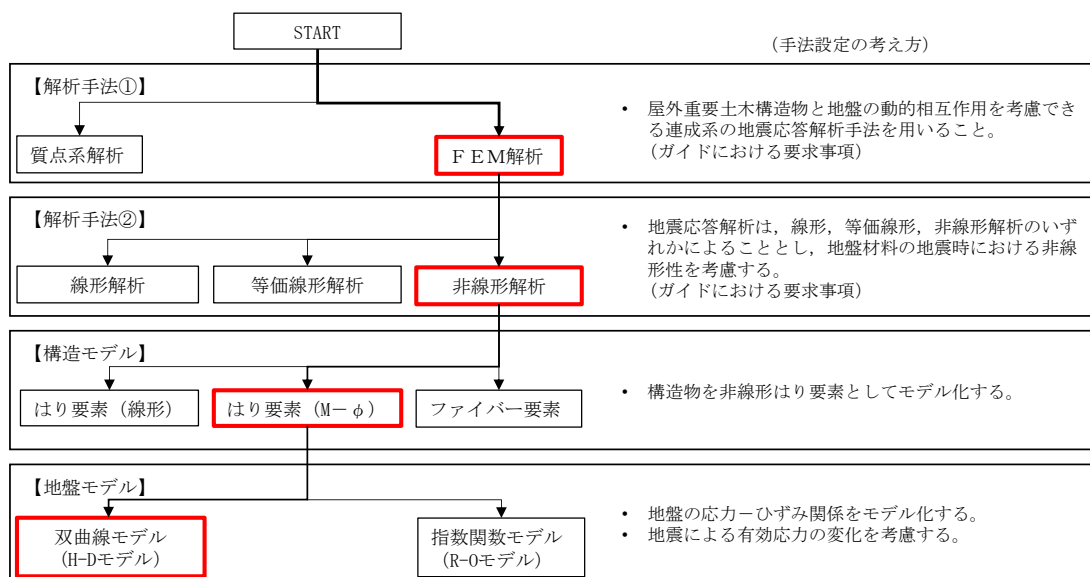 START
(手法設定の考え方)
【解析手法①】
質点系解析
ＦＥＭ解析
• 屋外重要土木構造物と地盤の動的相互作用を考慮でき
る連成系の地震応答解析手法を用いること。
(ガイドにおける要求事項)
【解析手法②】
線形解析
等価線形解析
非線形解析
• 地震応答解析は，線形，等価線形，非線形解析のいず
れかによることとし，地盤材料の地震時における非線
形性を考慮する。
(ガイドにおける要求事項)
【構造モデル】
はり要素（線形）
はり要素（M－φ）
ファイバー要素
• 構造物を非線形はり要素としてモデル化する。
【地盤モデル】
双曲線モデル
(H-Dモデル)
指数関数モデル
(R-Oモデル)
• 地盤の応力－ひずみ関係をモデル化する。
• 地震による有効応力の変化を考慮する。